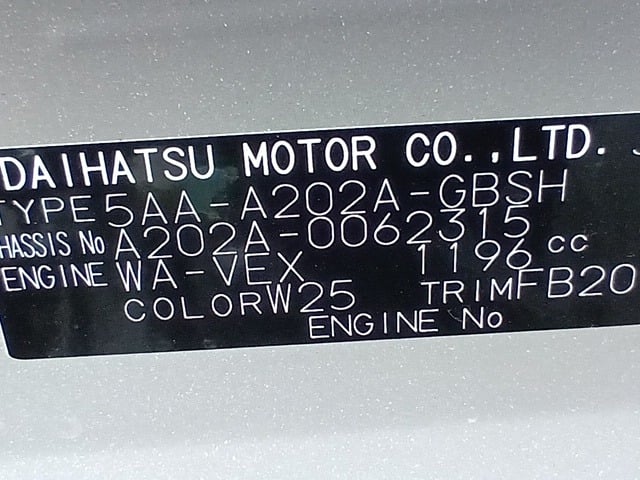 DAIHATSU MOTOR CO.,LTD. J
TYPE 5AA-A202A-GBSH
CHASSIS No A202A-0062315
ENGINE WA-VEX 1196 cc
COLOR W25 TRIM FB20
ENGINE No